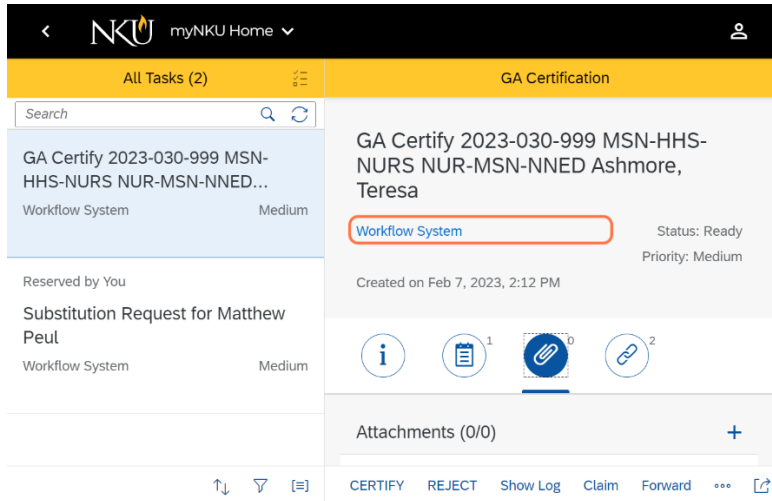 NKU myNKU Home
All Tasks (2)
GA Certification
Search
GA Certify 2023-030-999 MSN-
HHS-NURS NUR-MSN-NNED...
Workflow System Medium
Reserved by You
Substitution Request for Matthew
Peul
Workflow System Medium
GA Certify 2023-030-999 MSN-HHS-
NURS NUR-MSN-NNED Ashmore,
Teresa
Workflow System Status: Ready
Priority: Medium
Created on Feb 7, 2023, 2:12 PM
i 1 0 2
Attachments (0/0)
CERTIFY REJECT Show Log Claim Forward